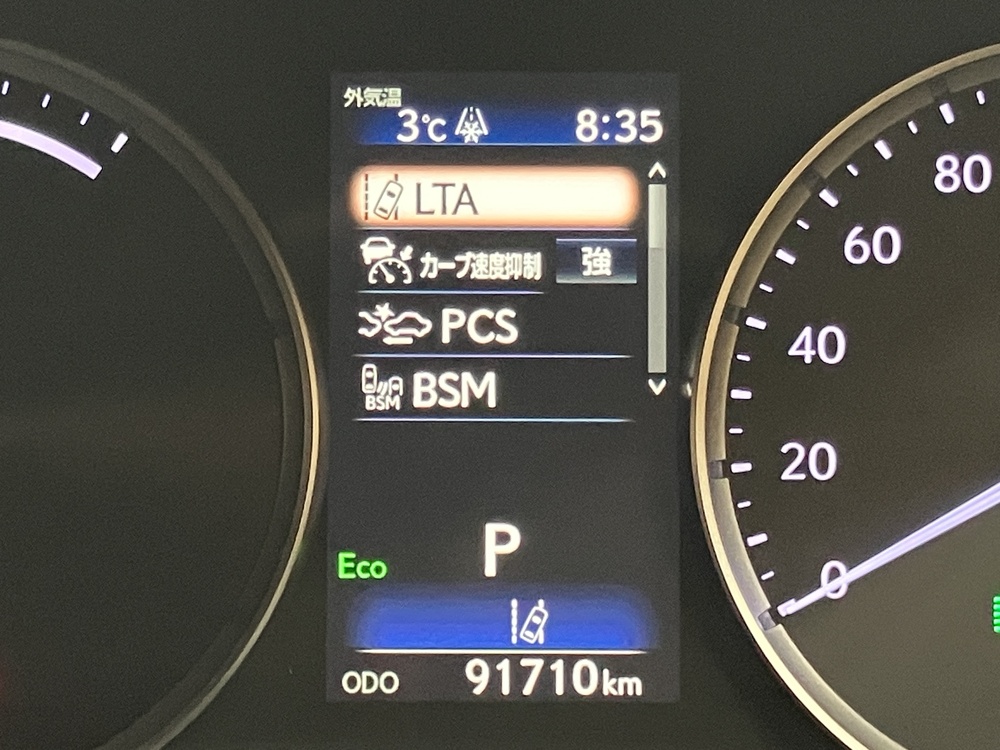 外気温
3℃ 8:35
LTA
カーブ速度抑制 強
PCS
BSM BSM
P
Eco
ODO 91710km
80
60
40
20
0